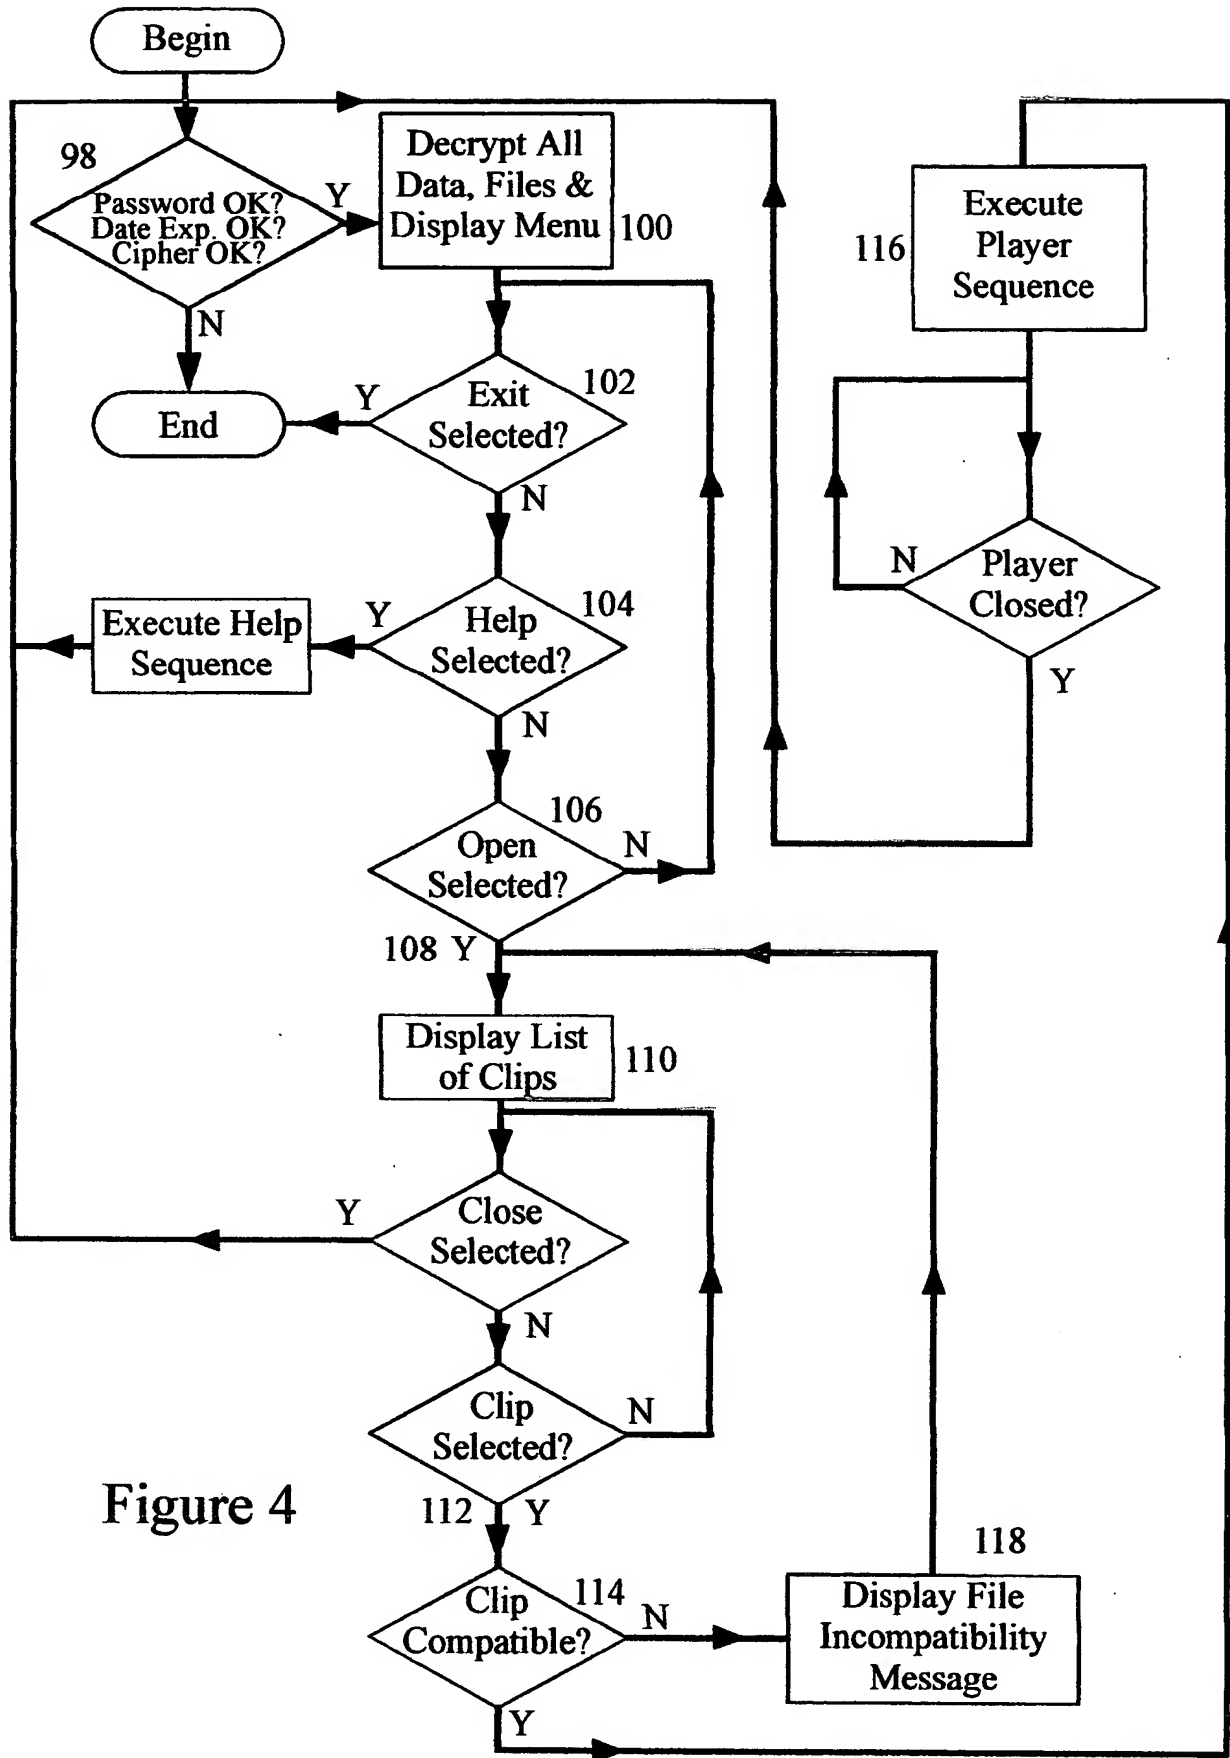 Begin
98
Password OK?
Date Exp. OK?
Cipher OK?
Y
N
Decrypt All
Data, Files &
Display Menu
100
End
Y
Exit
Selected?
102
N
Execute Help
Sequence
Y
Help
Selected?
104
N
106
Open
Selected?
N
108 Y
Display List
of Clips
110
Y
Close
Selected?
N
Clip
Selected?
N
112 Y
Clip
Compatible?
114
N
Y
118
Display File
Incompatibility
Message
116
Execute
Player
Sequence
N
Player
Closed?
Y
Figure 4